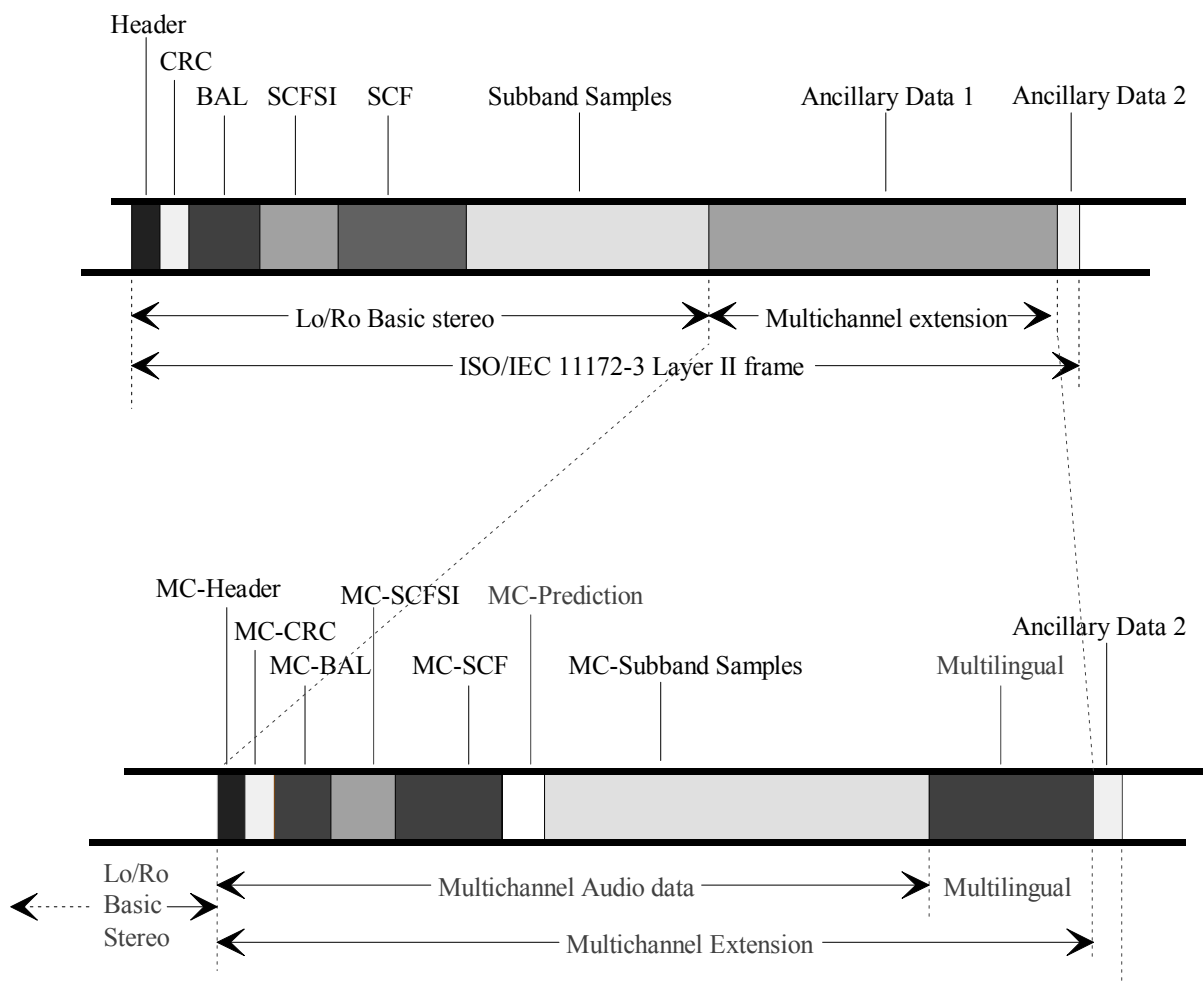 Header
CRC
BAL SCFSI SCF Subband Samples Ancillary Data 1 Ancillary Data 2
Lo/Ro Basic stereo Multichannel extension
ISO/IEC 11172-3 Layer II frame
MC-Header MC-SCFSI MC-Prediction
MC-CRC Ancillary Data 2
MC-BAL MC-SCF MC-Subband Samples Multilingual
Lo/Ro
Basic
Stereo
Multichannel Audio data Multilingual
Multichannel Extension